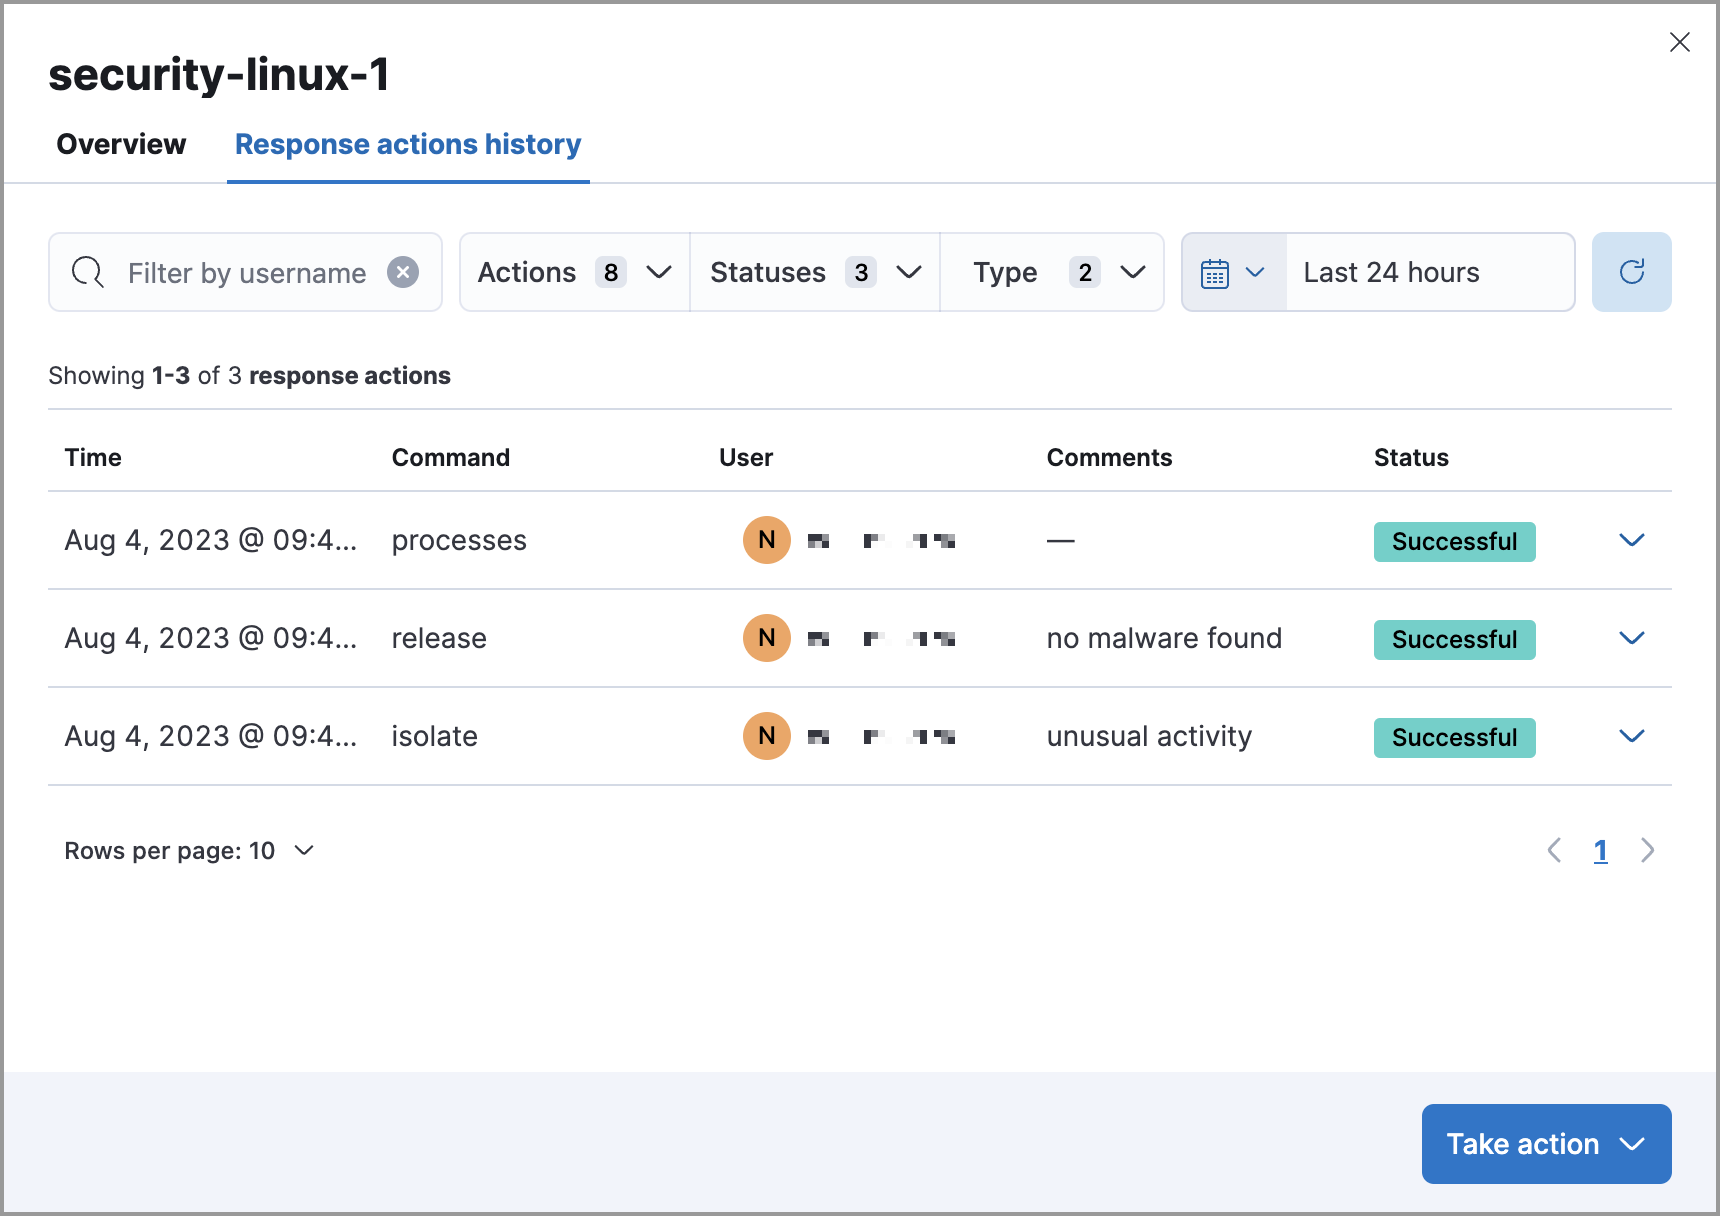 security-linux-1
Overview Response actions history
Filter by username Actions 8 Statuses 3 Type 2 Last 24 hours
Showing 1-3 of 3 response actions
Time Command User Comments Status
Aug 4, 2023 @ 09:4... processes N — Successful
Aug 4, 2023 @ 09:4... release N no malware found Successful
Aug 4, 2023 @ 09:4... isolate N unusual activity Successful
Rows per page: 10 1
Take action